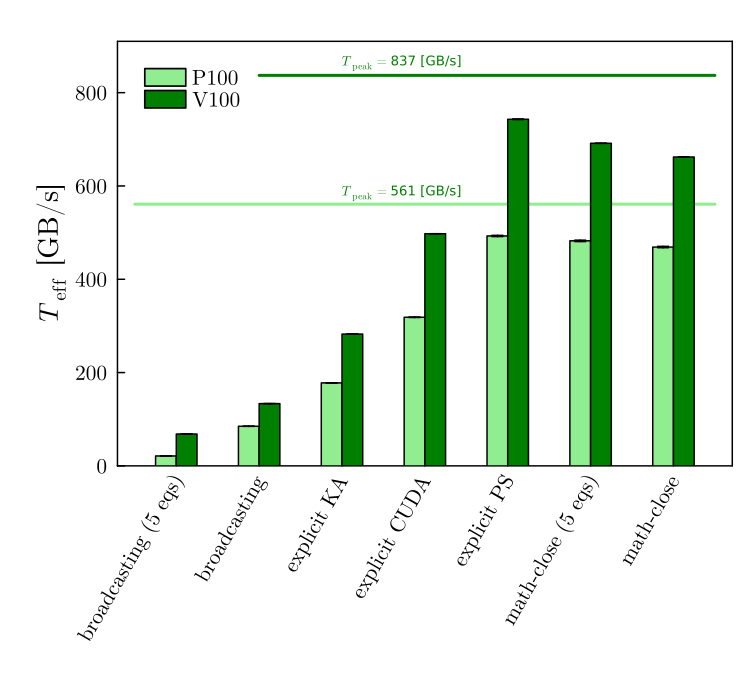 T_peak = 837 [GB/s]
P100
V100
800
T_peak = 561 [GB/s]
600
400
200
0
T_eff [GB/s]
broadcasting (5 eqs)
broadcasting
explicit KA
explicit CUDA
explicit PS
math-close (5 eqs)
math-close